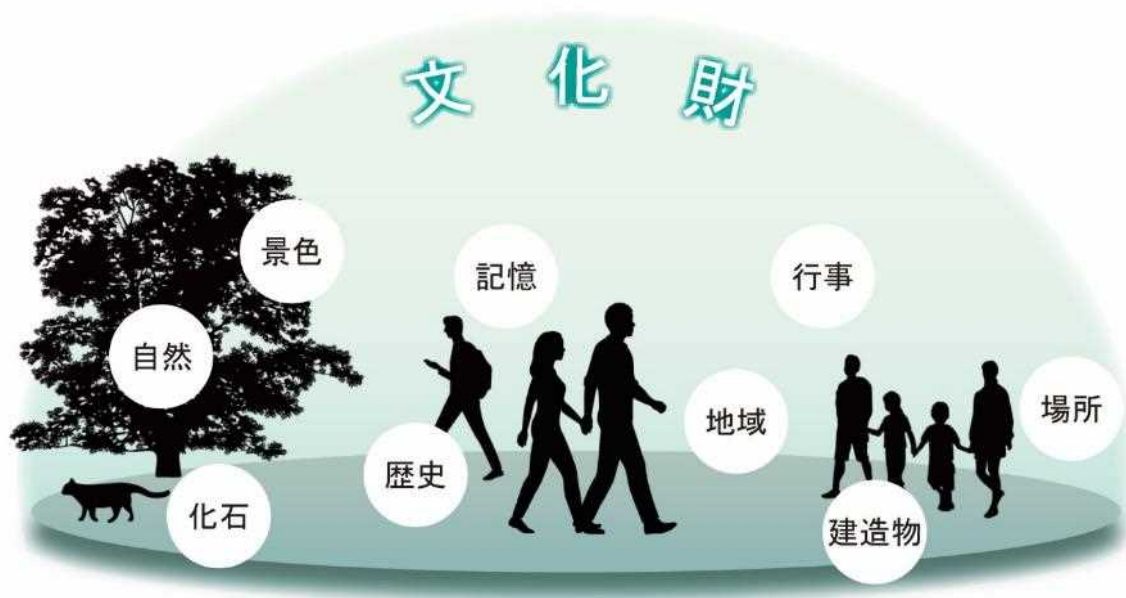 文化財
景色
記憶
行事
自然
地域
場所
歴史
化石
建造物